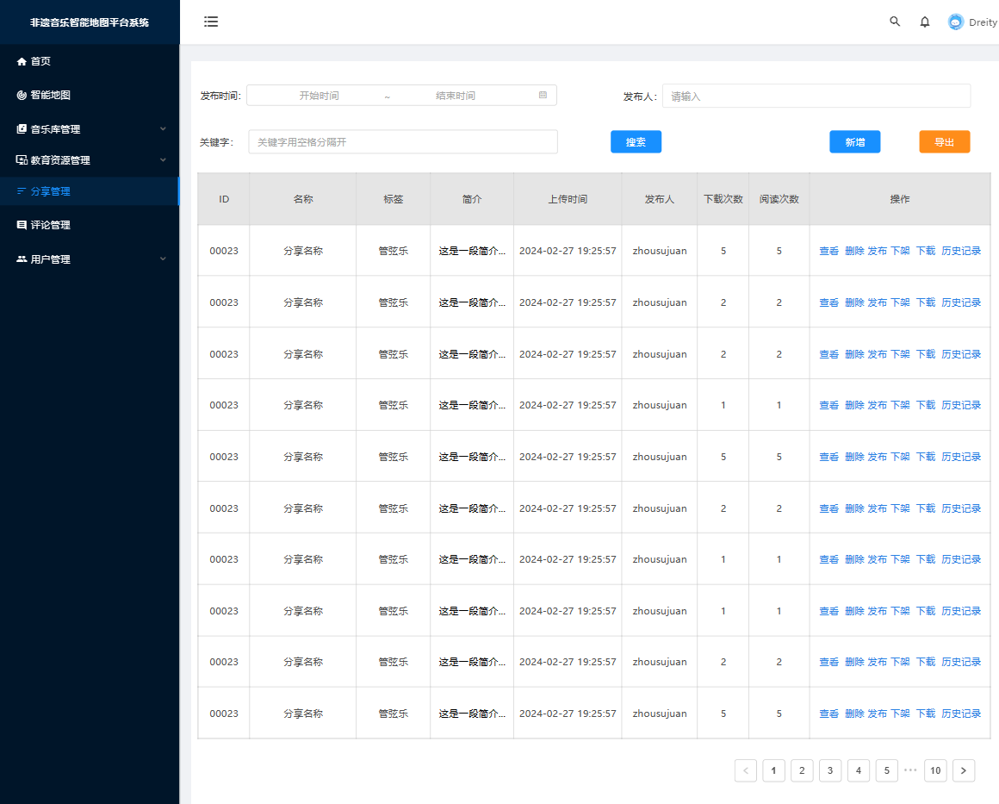 非遗音乐智能地图平台系统
Dreity
首页
智能地图
音乐库管理
教育资源管理
分享管理
评论管理
用户管理
发布时间: 开始时间 ~ 结束时间 发布人: 请输入
关键字: 关键字用空格分隔开 搜索 新增 导出
ID 名称 标签 简介 上传时间 发布人 下载次数 阅读次数 操作
00023 分享名称 管弦乐 这是一段简介... 2024-02-27 19:25:57 zhousujuan 5 5 查看 删除 发布 下架 下载 历史记录
00023 分享名称 管弦乐 这是一段简介... 2024-02-27 19:25:57 zhousujuan 2 2 查看 删除 发布 下架 下载 历史记录
00023 分享名称 管弦乐 这是一段简介... 2024-02-27 19:25:57 zhousujuan 2 2 查看 删除 发布 下架 下载 历史记录
00023 分享名称 管弦乐 这是一段简介... 2024-02-27 19:25:57 zhousujuan 1 1 查看 删除 发布 下架 下载 历史记录
00023 分享名称 管弦乐 这是一段简介... 2024-02-27 19:25:57 zhousujuan 5 5 查看 删除 发布 下架 下载 历史记录
00023 分享名称 管弦乐 这是一段简介... 2024-02-27 19:25:57 zhousujuan 2 2 查看 删除 发布 下架 下载 历史记录
00023 分享名称 管弦乐 这是一段简介... 2024-02-27 19:25:57 zhousujuan 1 1 查看 删除 发布 下架 下载 历史记录
00023 分享名称 管弦乐 这是一段简介... 2024-02-27 19:25:57 zhousujuan 1 1 查看 删除 发布 下架 下载 历史记录
00023 分享名称 管弦乐 这是一段简介... 2024-02-27 19:25:57 zhousujuan 2 2 查看 删除 发布 下架 下载 历史记录
00023 分享名称 管弦乐 这是一段简介... 2024-02-27 19:25:57 zhousujuan 5 5 查看 删除 发布 下架 下载 历史记录
< 1 2 3 4 5 ••• 10 >